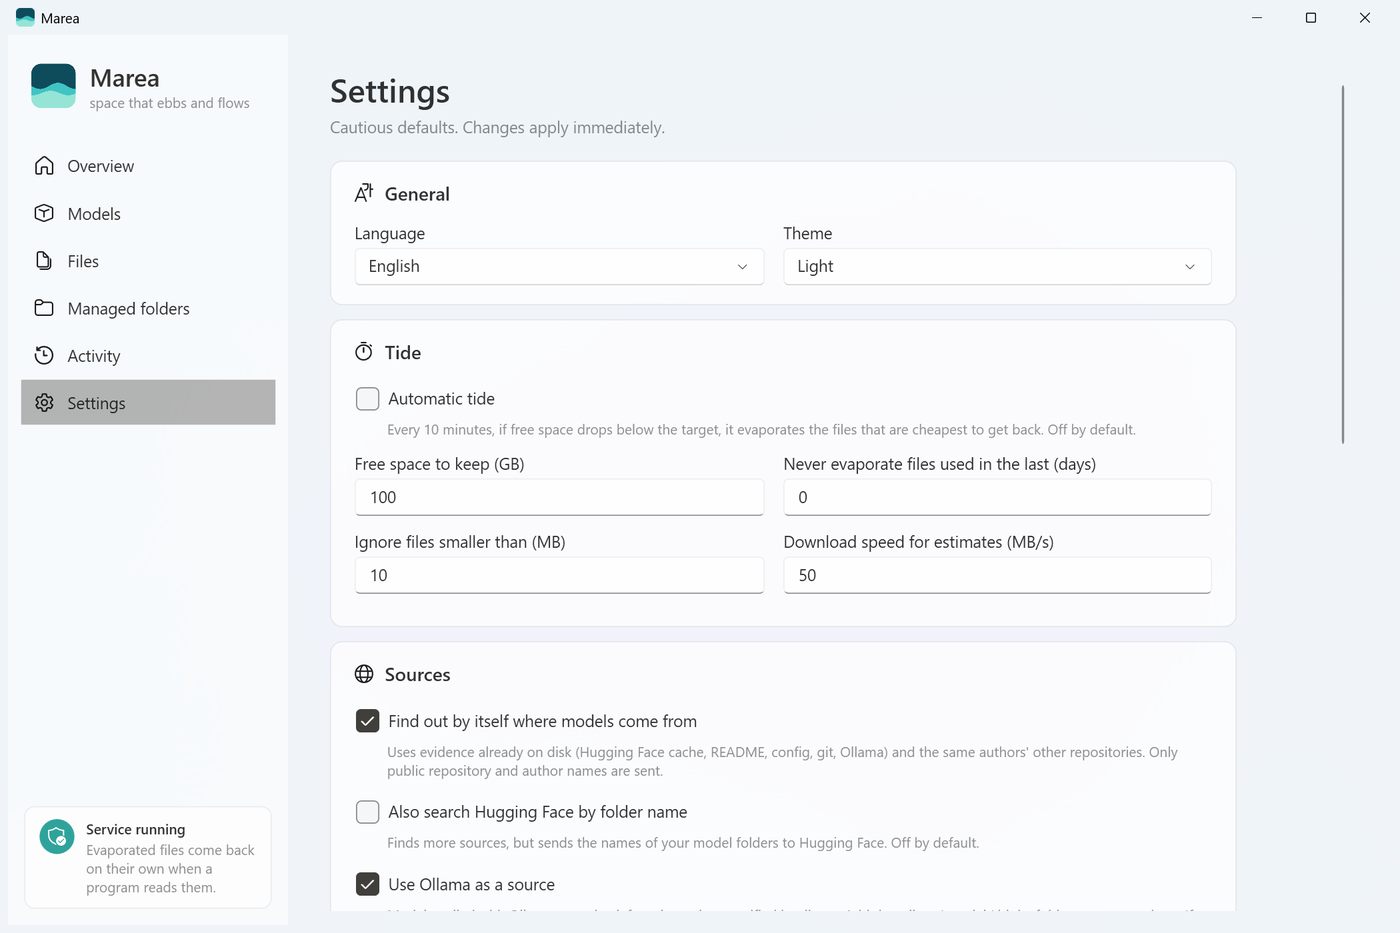 Marea
Marea
space that ebbs and flows
Overview
Models
Files
Managed folders
Activity
Settings
Service running
Evaporated files come back
on their own when a
program reads them.
Settings
Cautious defaults. Changes apply immediately.
General
Language
Theme
English
Light
Tide
Automatic tide
Every 10 minutes, if free space drops below the target, it evaporates the files that are cheapest to get back. Off by default.
Free space to keep (GB)
Never evaporate files used in the last (days)
100
0
Ignore files smaller than (MB)
Download speed for estimates (MB/s)
10
50
Sources
Find out by itself where models come from
Uses evidence already on disk (Hugging Face cache, README, config, git, Ollama) and the same authors' other repositories. Only
public repository and author names are sent.
Also search Hugging Face by folder name
Finds more sources, but sends the names of your model folders to Hugging Face. Off by default.
Use Ollama as a source